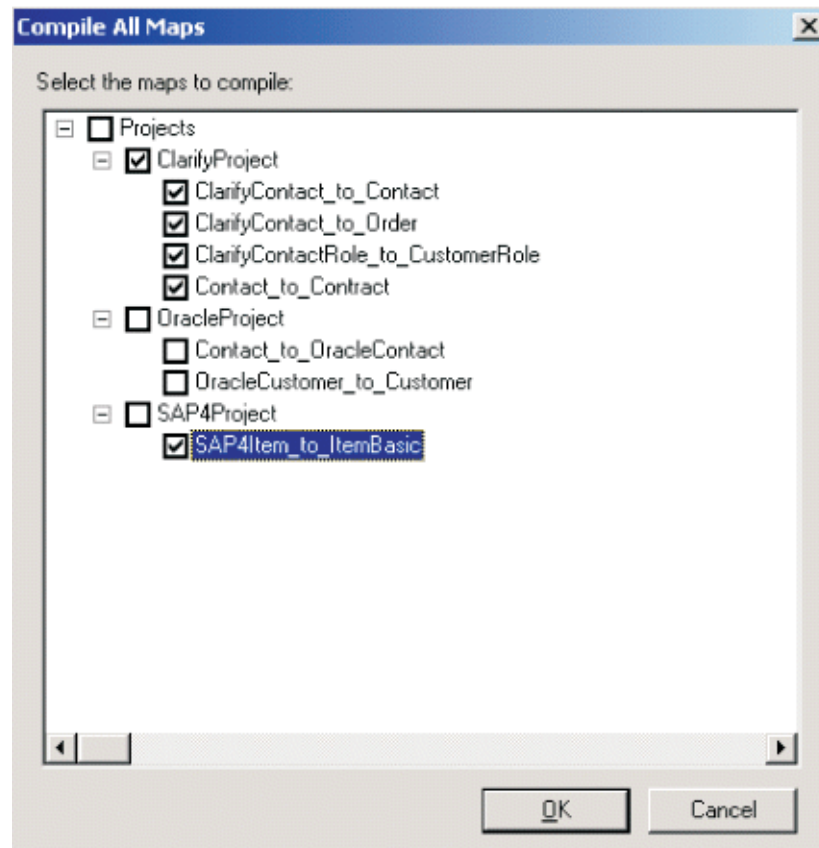 Compile All Maps
Select the maps to compile:
Projects
ClarifyProject
ClarifyContact_to_Contact
ClarifyContact_to_Order
ClarifyContactRole_to_CustomerRole
Contact_to_Contract
OracleProject
Contact_to_OracleContact
OracleCustomer_to_Customer
SAP4Project
SAP4Item_to_ItemBasic
OK Cancel